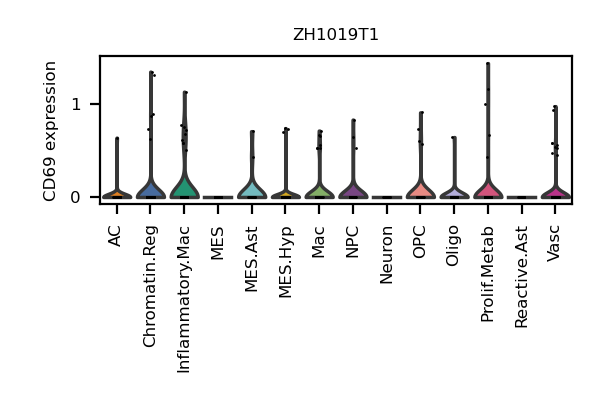 ZH1019T1
CD69 expression
1
0
AC
Chromatin.Reg
Inflammatory.Mac
MES
MES.Ast
MES.Hyp
Mac
NPC
Neuron
OPC
Oligo
Prolif.Metab
Reactive.Ast
Vasc